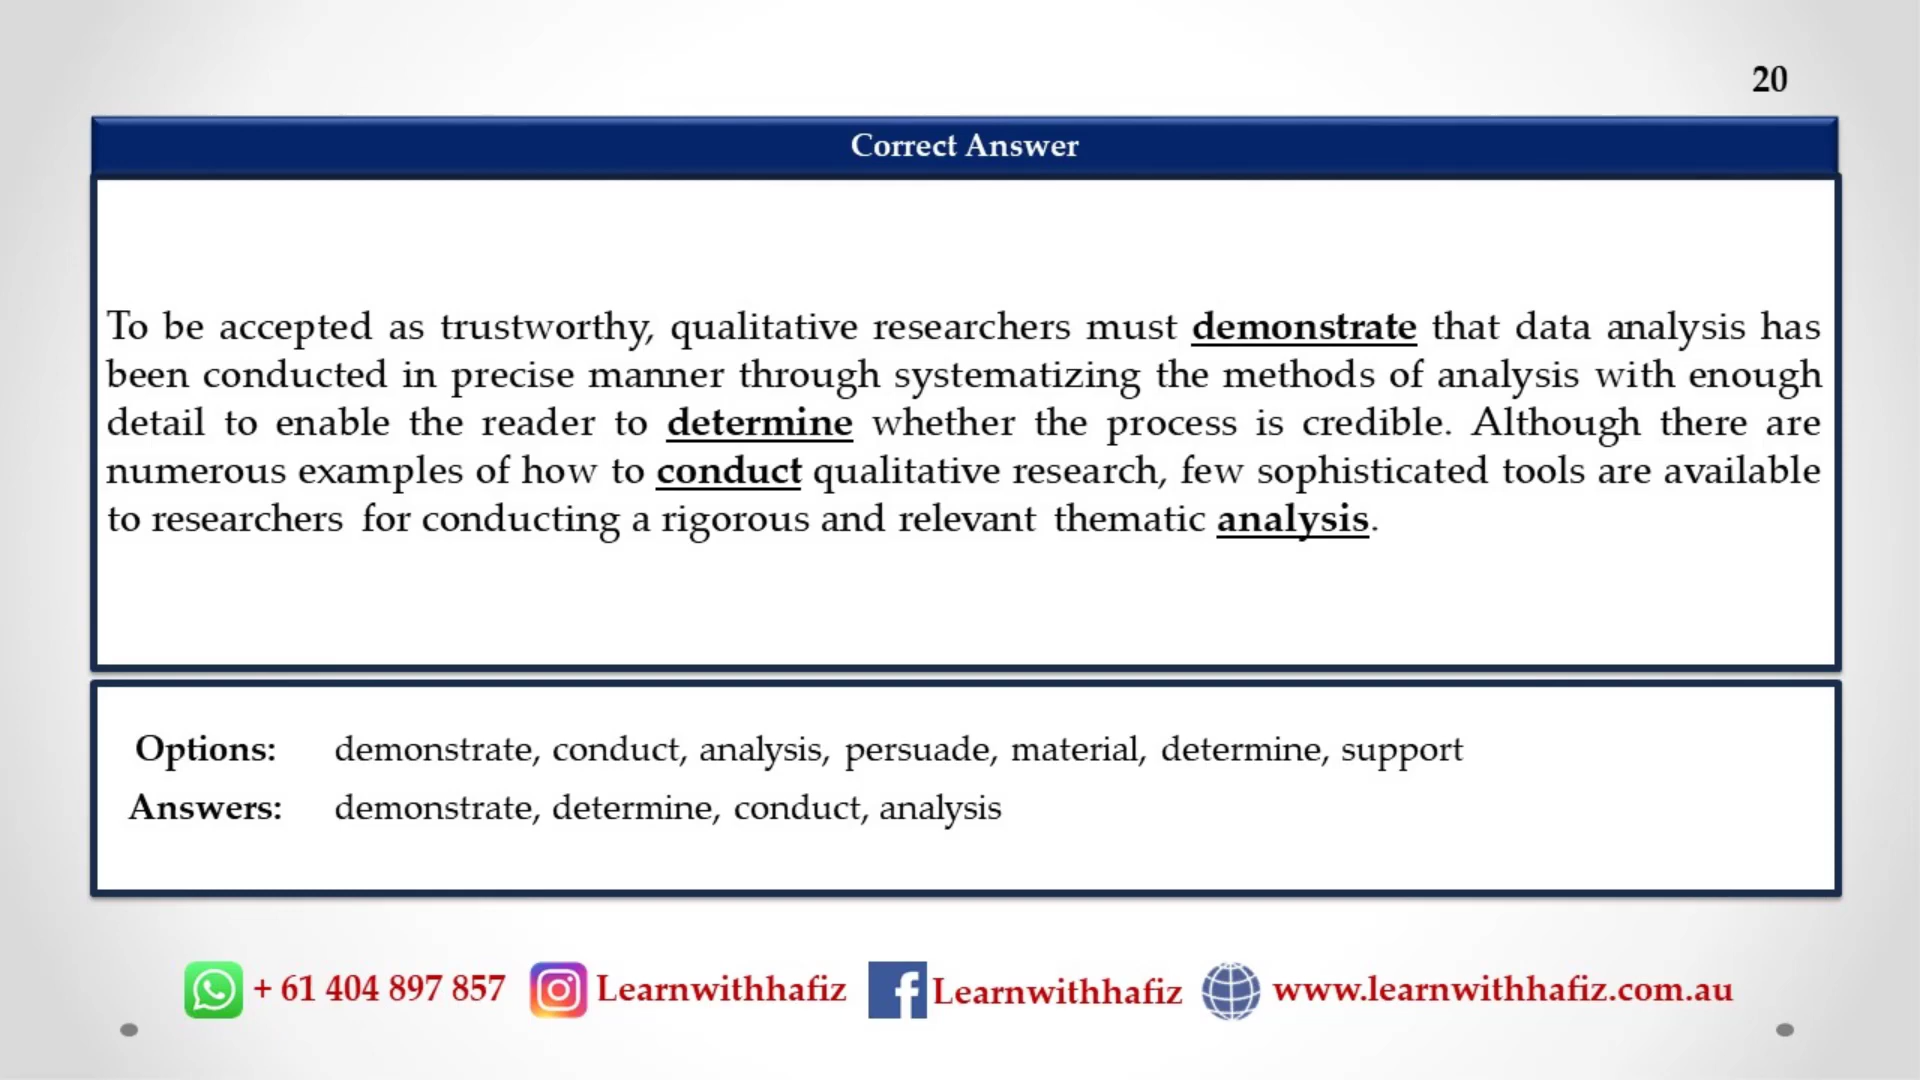 20
Correct Answer
To be accepted as trustworthy, qualitative researchers must demonstrate that data analysis has
been conducted in precise manner through systematizing the methods of analysis with enough
detail to enable the reader to determine whether the process is credible. Although there are
numerous examples of how to conduct qualitative research, few sophisticated tools are available
to researchers for conducting a rigorous and relevant thematic analysis.
Options: demonstrate, conduct, analysis, persuade, material, determine, support
Answers: demonstrate, determine, conduct, analysis
+ 61 404 897 857 Learnwithhafiz Learnwithhafiz www.learnwithhafiz.com.au